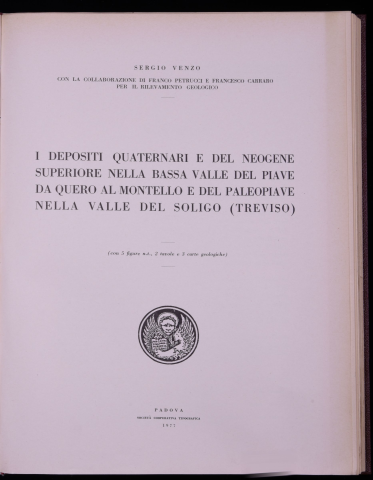 SERGIO VENZO
CON LA COLLABORAZIONE DI FRANCO PETRUCCI E FRANCESCO CARRARO
PER IL RILEVAMENTO GEOLOGICO
I DEPOSITI QUATERNARI E DEL NEOGENE
SUPERIORE NELLA BASSA VALLE DEL PIAVE
DA QUERO AL MONTELLO E DEL PALEOPIAVE
NELLA VALLE DEL SOLIGO (TREVISO)
(con 5 figure n.t., 2 tavole e 3 carte geologiche)
PADOVA
SOCIETÀ COOPERATIVA TIPOGRAFICA
1977